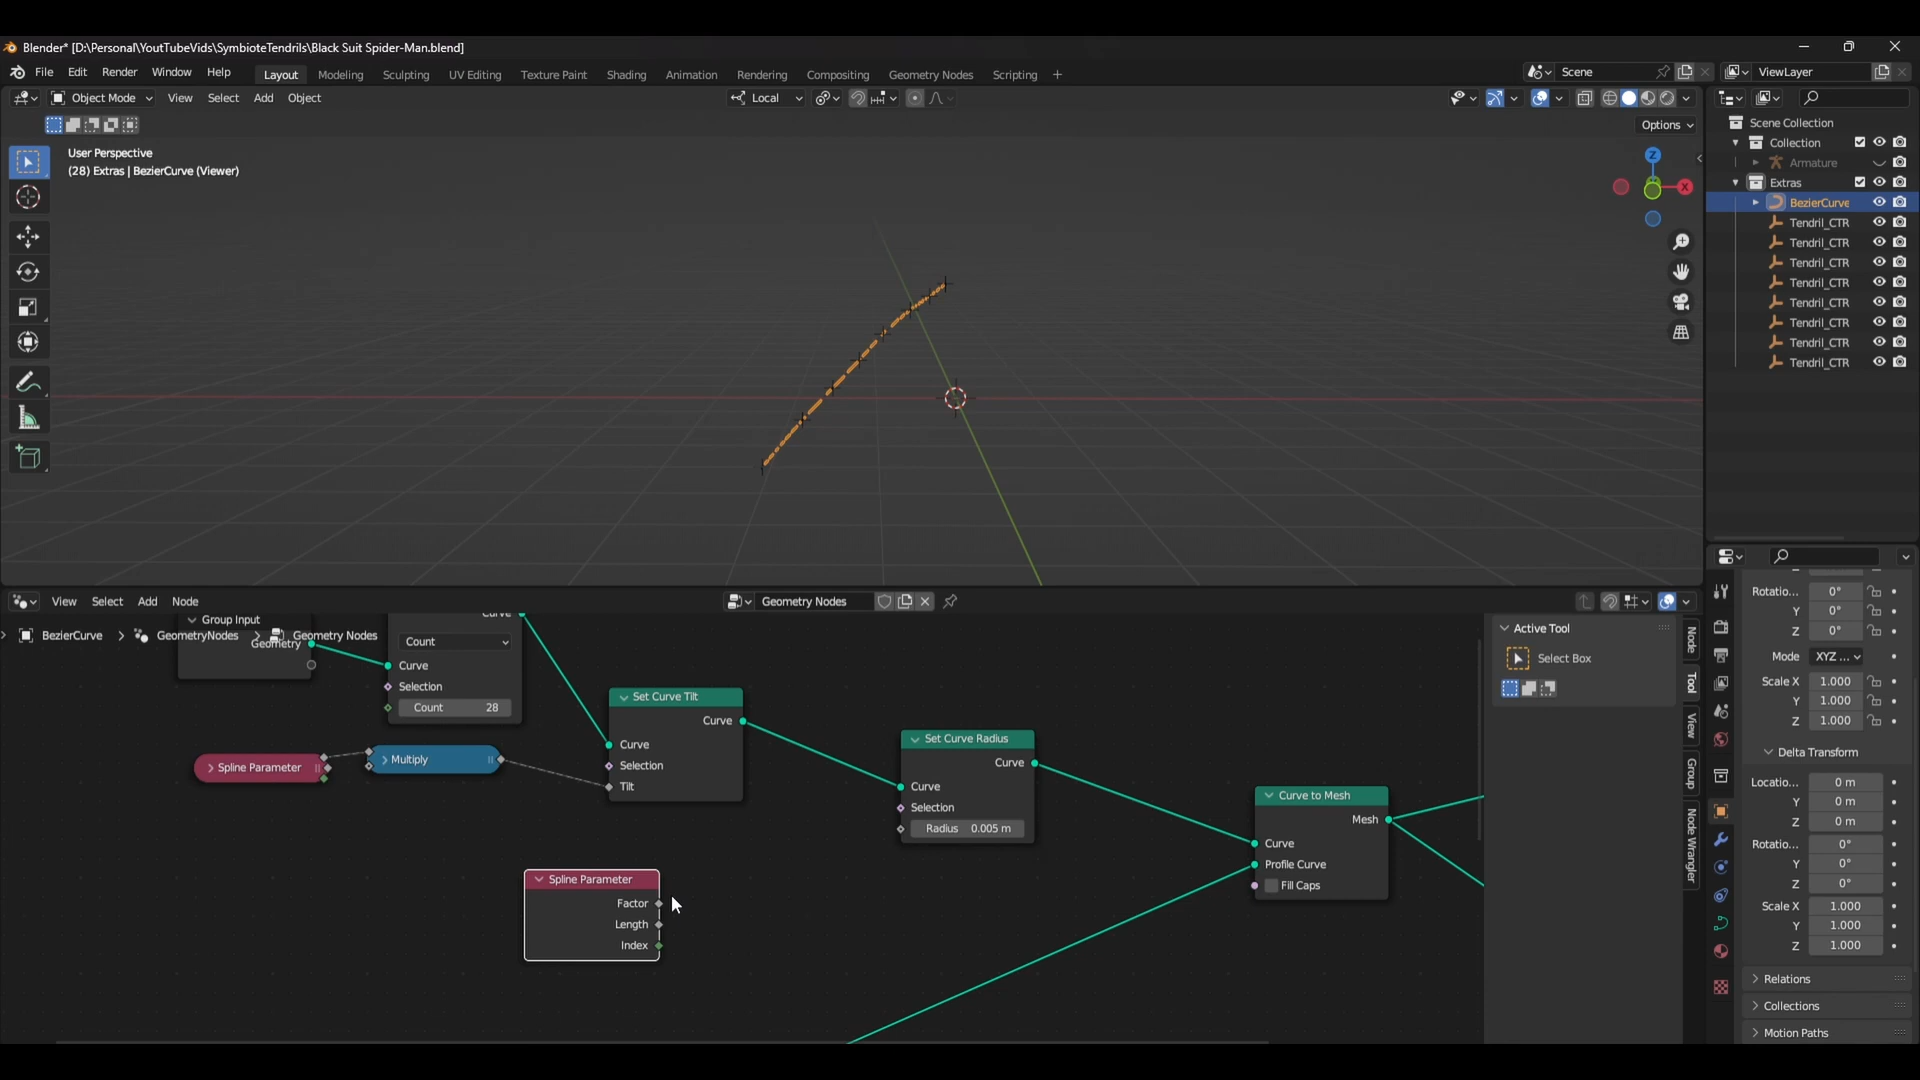 Blender* [D:\Personal\YoutTubeVids\SymbioteTendrils\Black Suit Spider-Man.blend]
File Edit Render Window Help Layout Modeling Sculpting UV Editing Texture Paint Shading Animation Rendering Compositing Geometry Nodes Scripting + Scene ViewLayer
Object Mode View Select Add Object Local
Options
User Perspective
(28) Extras | BezierCurve (Viewer)
Z
X
Scene Collection
Collection
Armature
Extras
BezierCurve
Tendril_CTR
Tendril_CTR
Tendril_CTR
Tendril_CTR
Tendril_CTR
Tendril_CTR
Tendril_CTR
Tendril_CTR
View Select Add Node Geometry Nodes
BezierCurve GeometryNodes Geometry Nodes
Group Input
Geometry
Curve
Count
Curve
Selection
Count 28
Spline Parameter
Multiply
Set Curve Tilt
Curve
Curve
Selection
Tilt
Set Curve Radius
Curve
Curve
Selection
Radius 0.005 m
Spline Parameter
Factor
Length
Index
Curve to Mesh
Mesh
Curve
Profile Curve
Fill Caps
Active Tool
Select Box
Node
Tool
View
Group
Node Wrangler
Rotatio... 0°
Y 0°
Z 0°
Mode XYZ ...
Scale X 1.000
Y 1.000
Z 1.000
Delta Transform
Locatio... 0 m
Y 0 m
Z 0 m
Rotatio... 0°
Y 0°
Z 0°
Scale X 1.000
Y 1.000
Z 1.000
Relations
Collections
Motion Paths